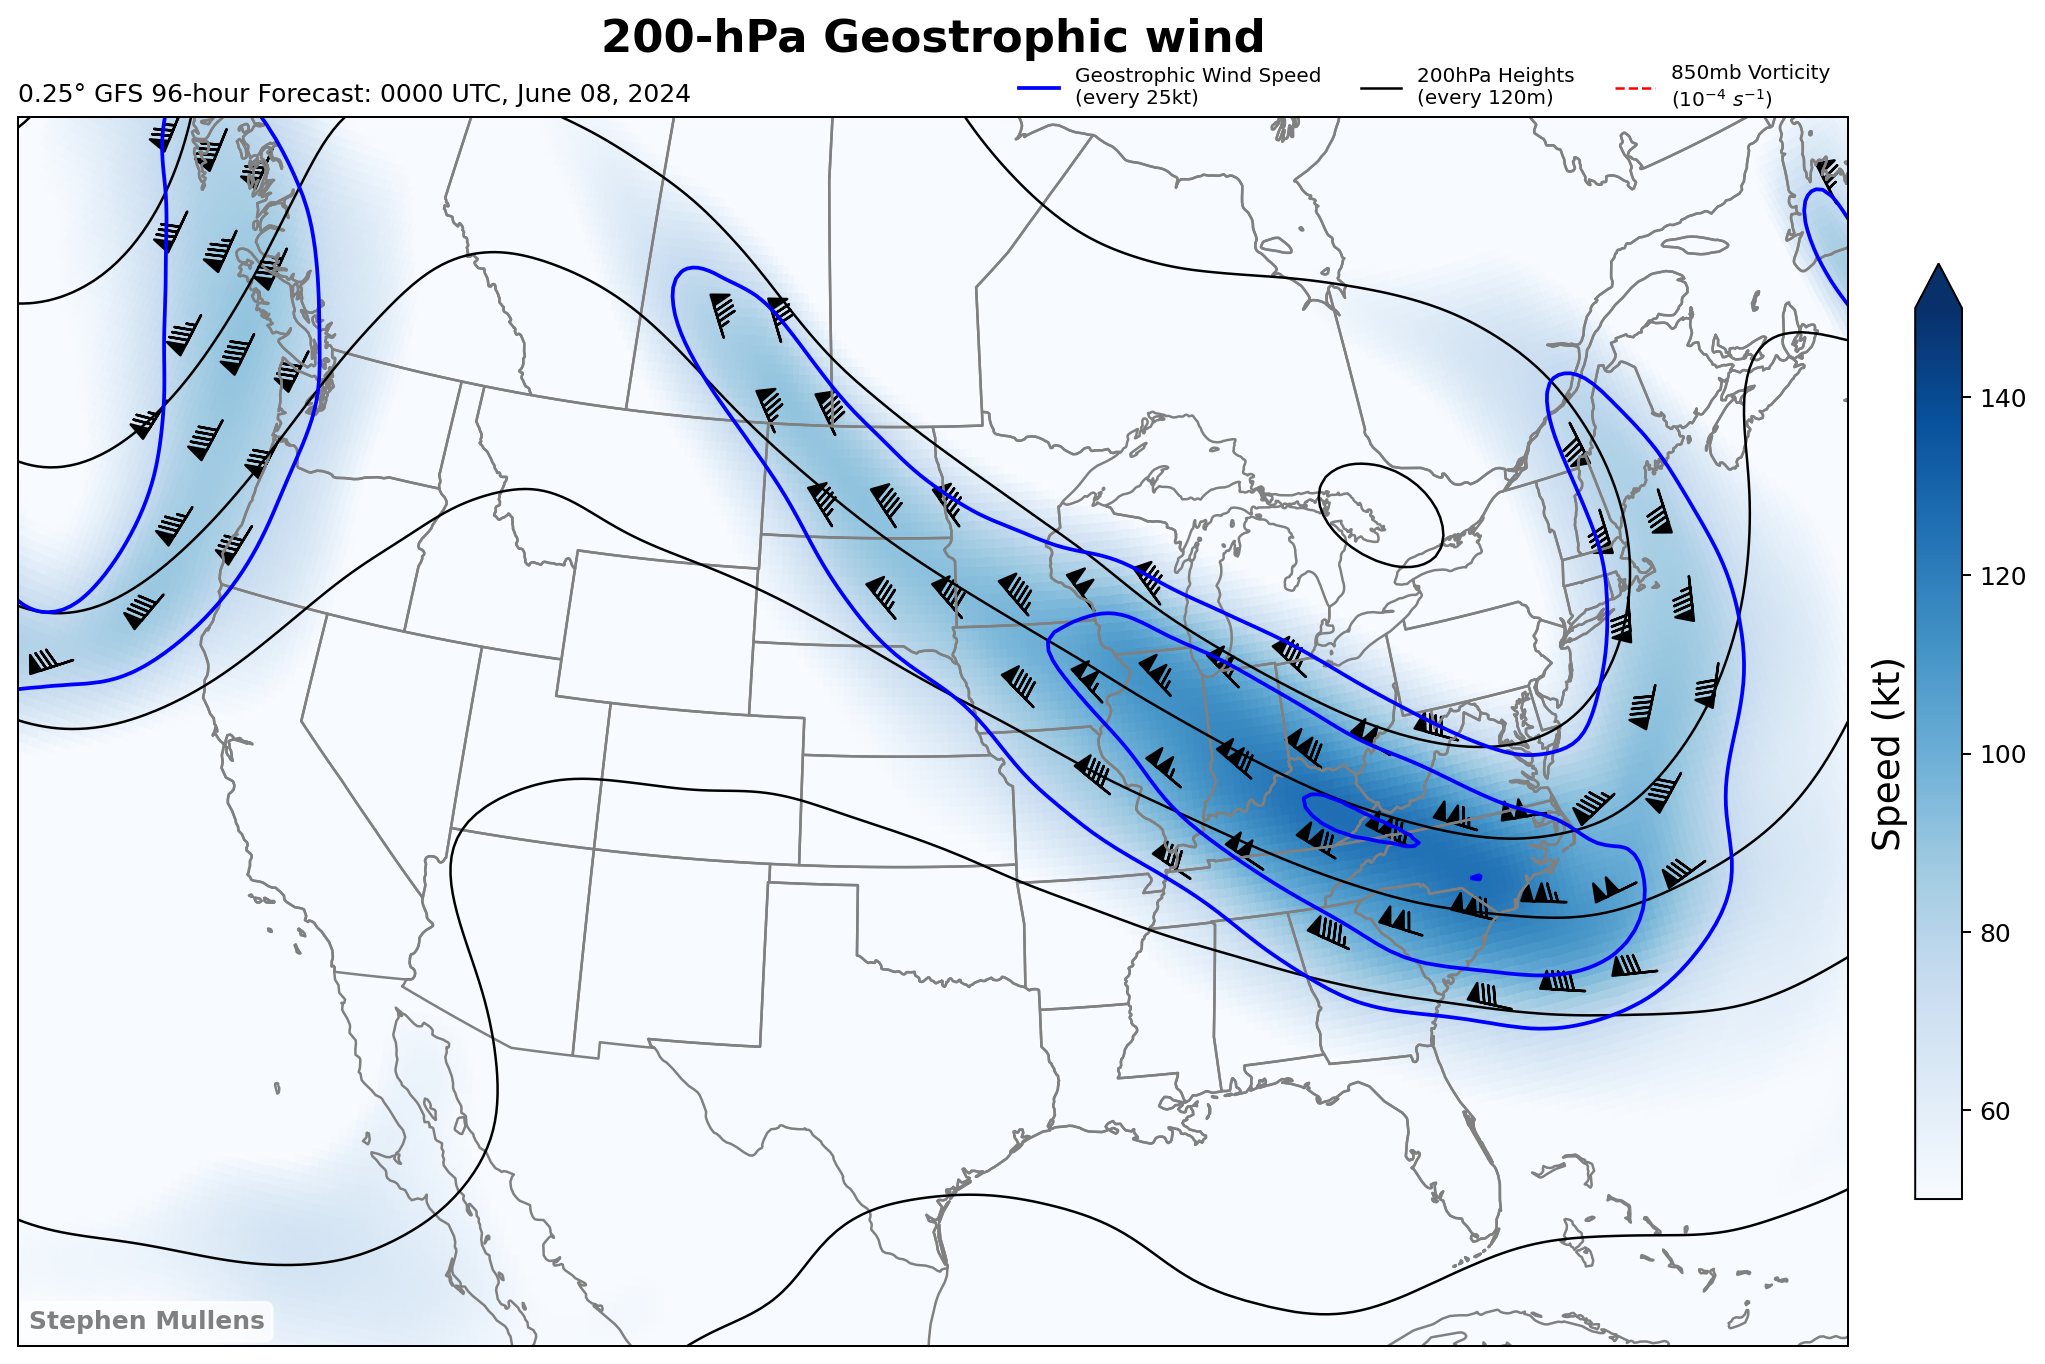 200-hPa Geostrophic wind
0.25° GFS 96-hour Forecast: 0000 UTC, June 08, 2024
Geostrophic Wind Speed
(every 25kt)
200hPa Heights
(every 120m)
850mb Vorticity
(10⁻⁴ s⁻¹)
140
120
100
80
60
Speed (kt)
Stephen Mullens